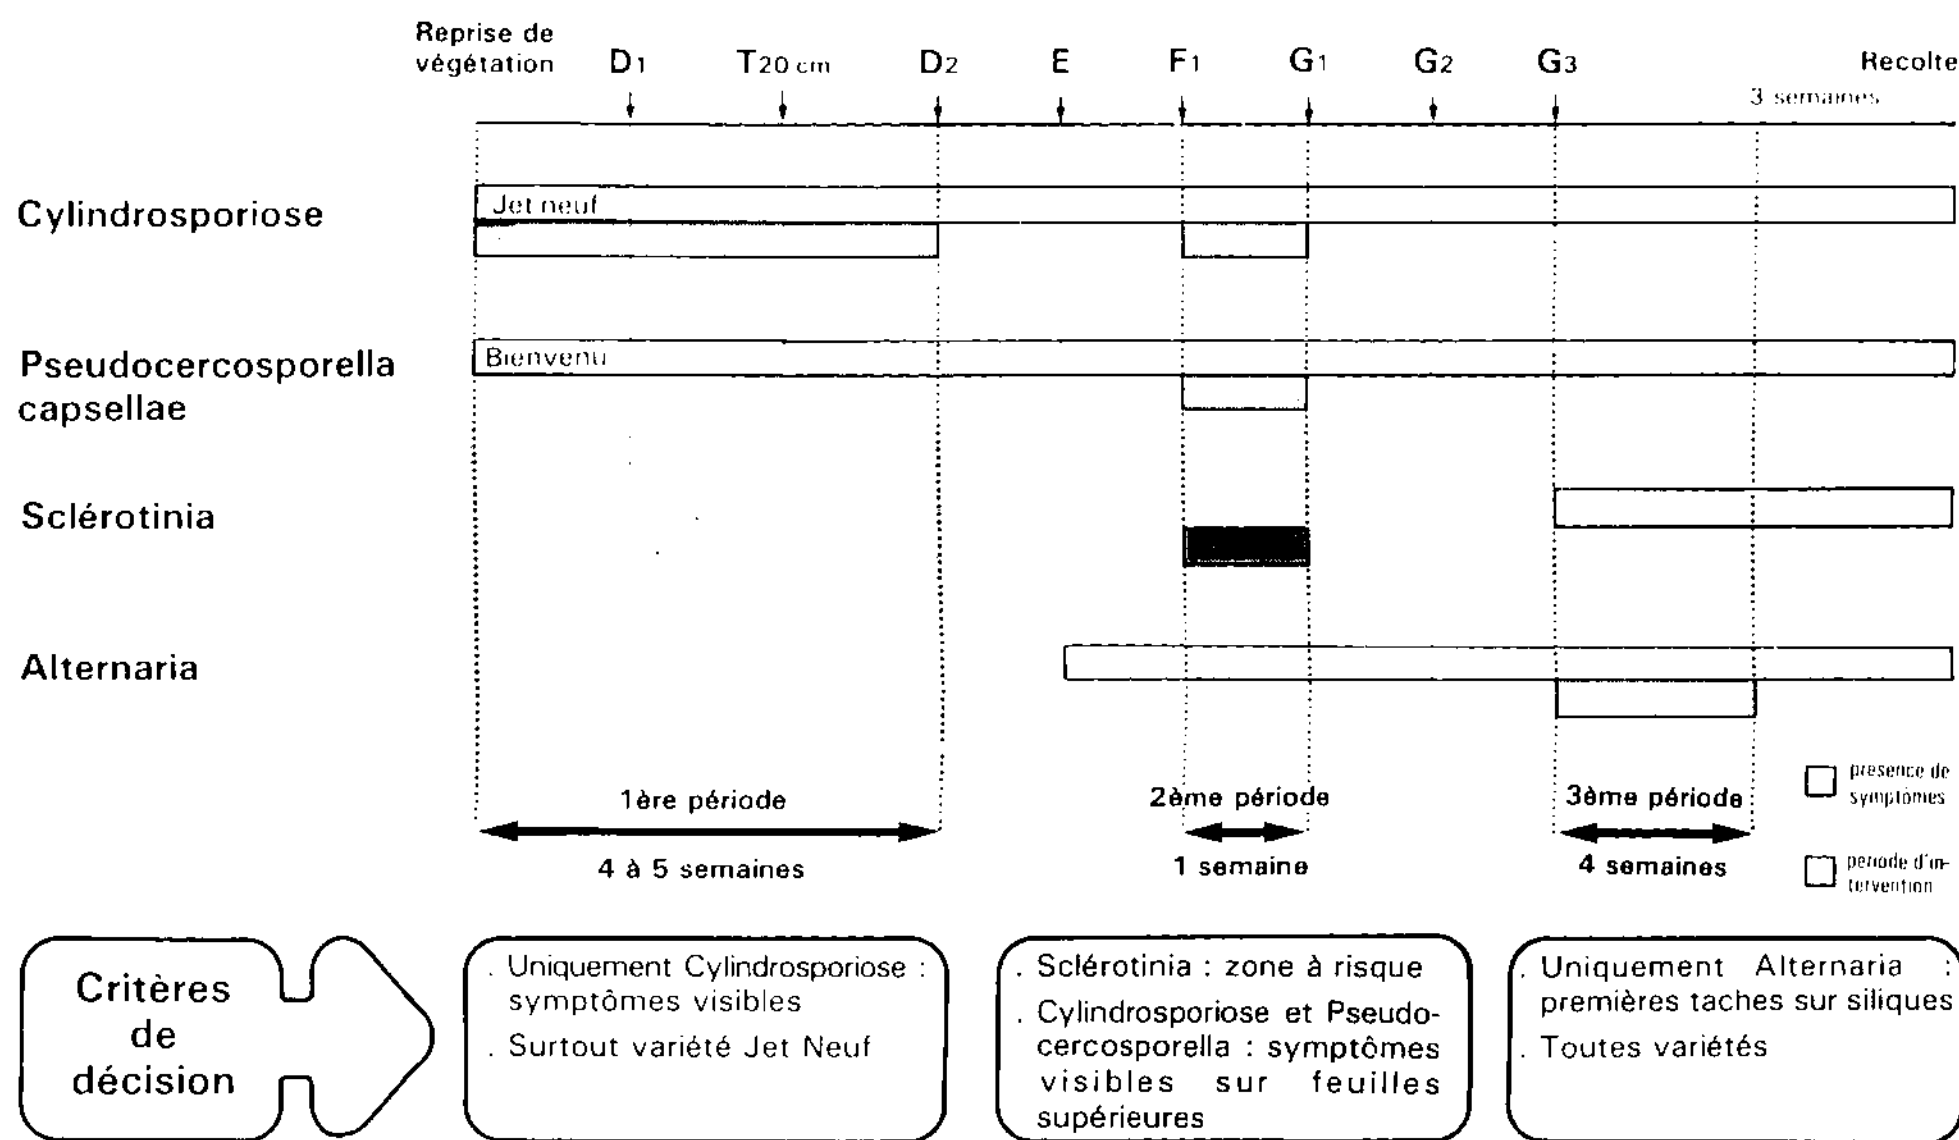 Reprise de
végétation D1 T20 cm D2 E F1 G1 G2 G3 Recolte
3 semaines
Cylindrosporiose
Jet neuf
Pseudocercosporella
capsellae
Bienvenu
Sclérotinia
Alternaria
1ère période
4 à 5 semaines
2ème période
1 semaine
3ème période
4 semaines
presence de
symptômes
periode d'in-
tervention
Critères
de
décision
. Uniquement Cylindrosporiose :
symptômes visibles
. Surtout variété Jet Neuf
. Sclérotinia : zone à risque
. Cylindrosporiose et Pseudo-
cercosporella : symptômes
visibles sur feuilles
supérieures
. Uniquement Alternaria :
premières taches sur siliques
. Toutes variétés